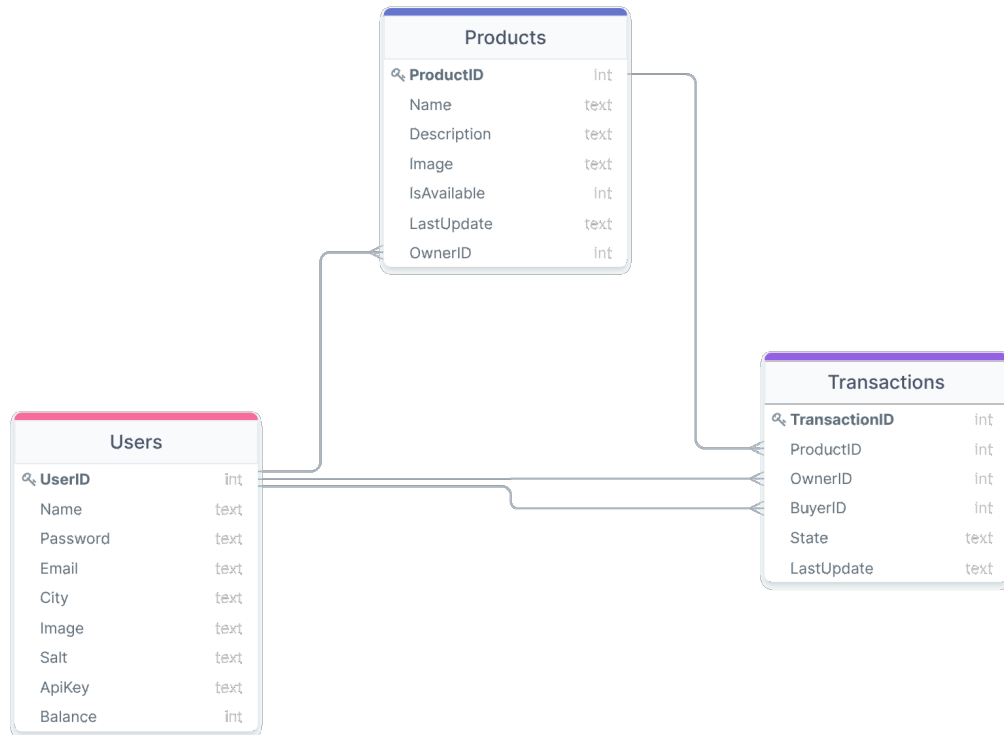 Products
ProductID int
Name text
Description text
Image text
IsAvailable int
LastUpdate text
OwnerID int
Transactions
TransactionID int
ProductID int
OwnerID int
BuyerID int
State text
LastUpdate text
Users
UserID int
Name text
Password text
Email text
City text
Image text
Salt text
ApiKey text
Balance int